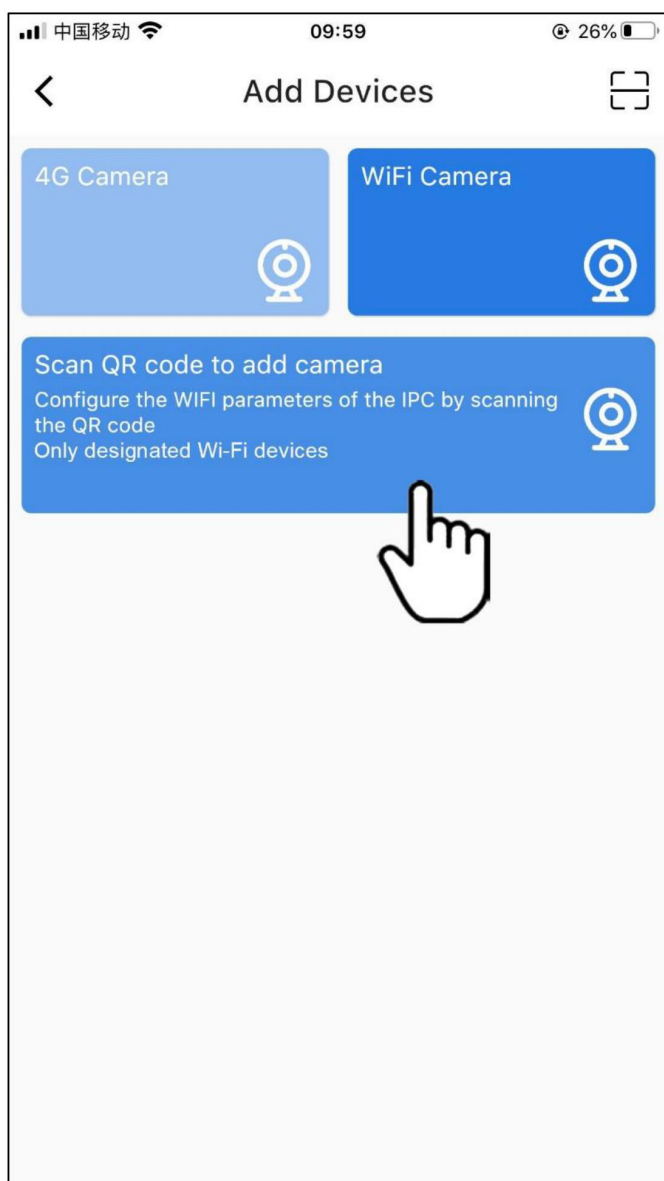 中国移动 09:59 26%
Add Devices
4G Camera WiFi Camera
Scan QR code to add camera
Configure the WIFI parameters of the IPC by scanning
the QR code
Only designated Wi-Fi devices